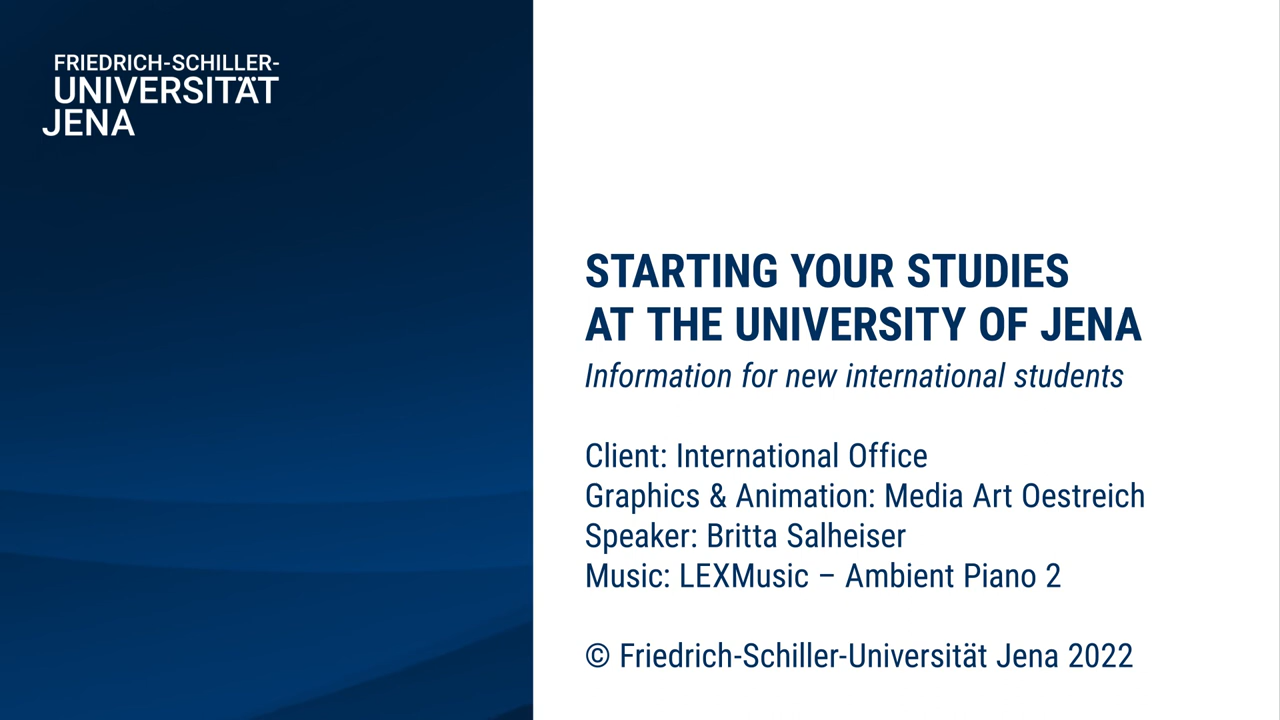 FRIEDRICH-SCHILLER-
UNIVERSITÄT
JENA
STARTING YOUR STUDIES
AT THE UNIVERSITY OF JENA
Information for new international students
Client: International Office
Graphics & Animation: Media Art Oestreich
Speaker: Britta Salheiser
Music: LEXMusic – Ambient Piano 2
© Friedrich-Schiller-Universität Jena 2022